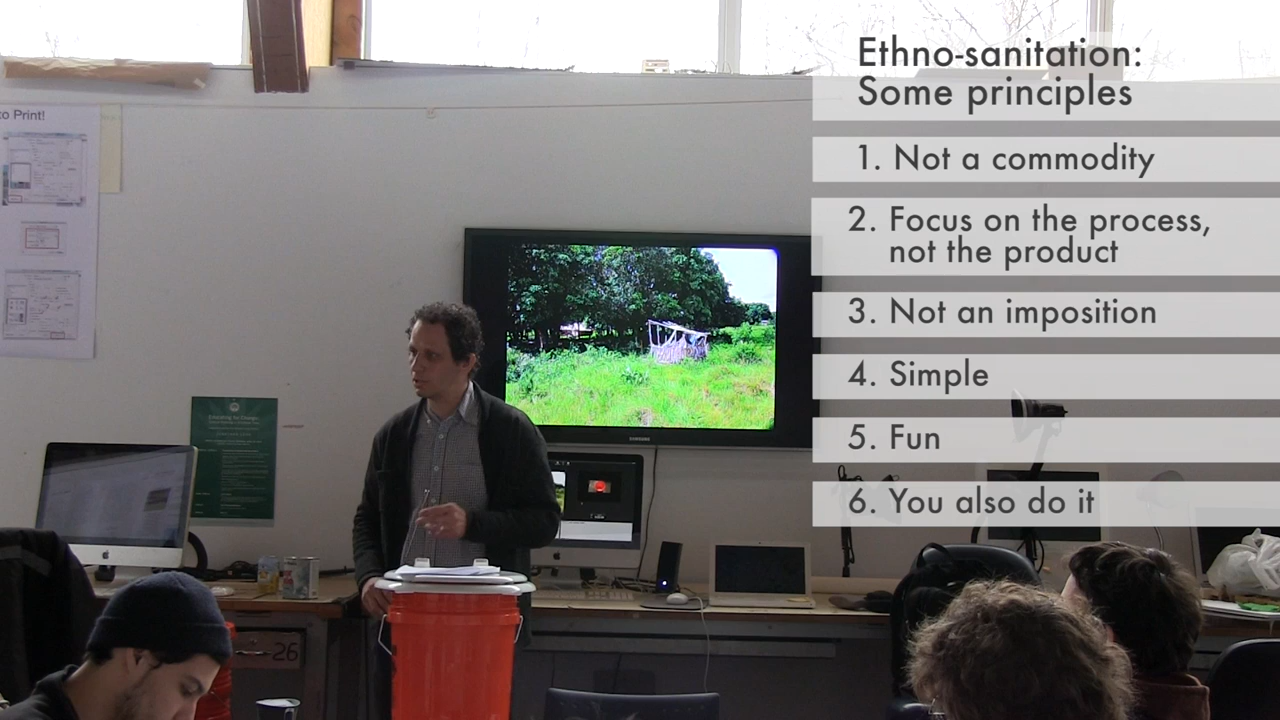 Ethno-sanitation:
Some principles
1. Not a commodity
2. Focus on the process,
not the product
3. Not an imposition
4. Simple
5. Fun
6. You also do it
to Print!
SAMSUNG
-26